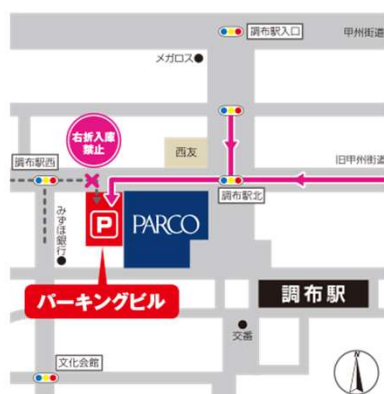 調布駅入口
甲州街道
メガロス
右折入庫
禁止
西友
調布駅西
旧甲州街道
調布駅北
みずほ銀行
P
PARCO
パーキングビル
調布駅
交番
文化会館
N